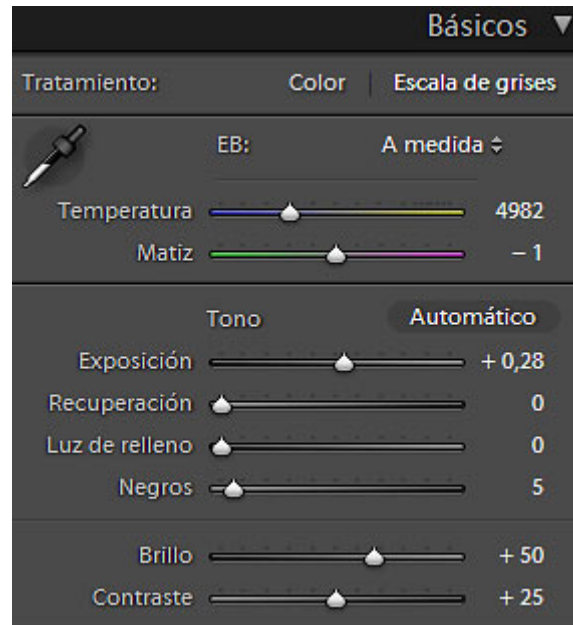 Básicos
Tratamiento: Color Escala de grises
EB: A medida
Temperatura 4982
Matiz – 1
Tono Automático
Exposición + 0,28
Recuperación 0
Luz de relleno 0
Negros 5
Brillo + 50
Contraste + 25